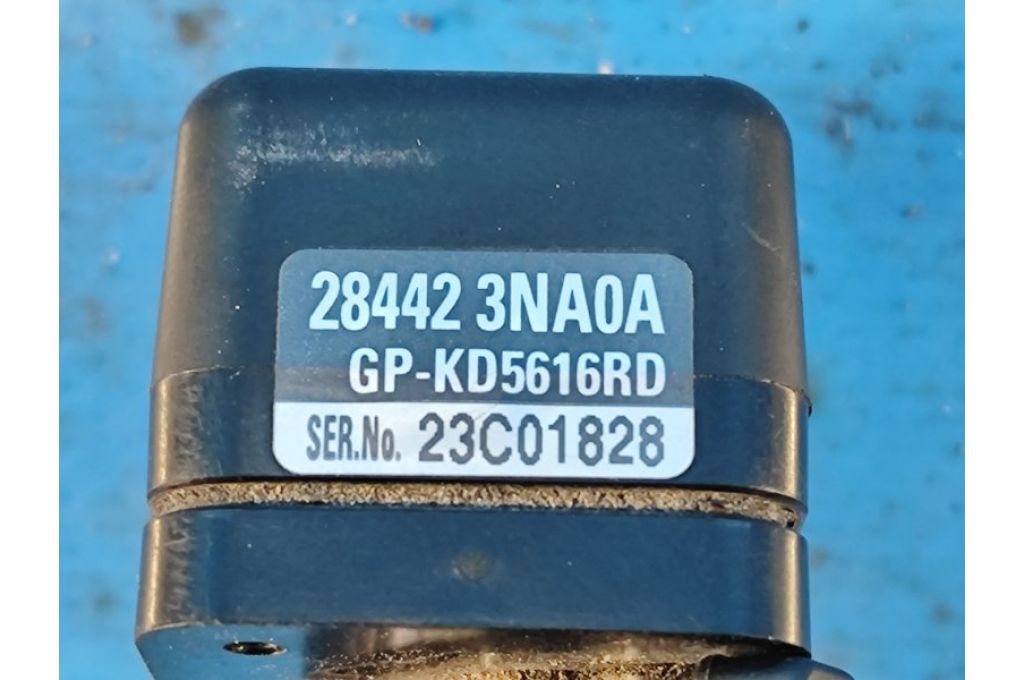 28442 3NA0A
GP-KD5616RD
SER.No. 23C01828